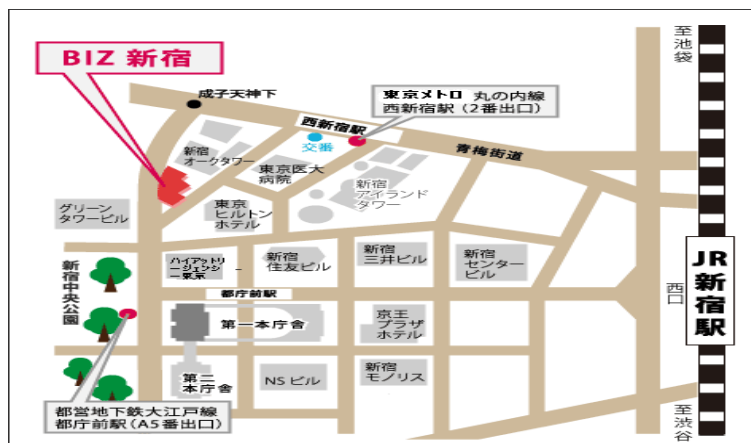 BIZ 新宿
成子天神下
東京メトロ 丸の内線
西新宿駅(2番出口)
至池袋
西新宿駅
交番
青梅街道
新宿
オークタワー
東京医大
病院
新宿
アイランド
タワー
グリーン
タワービル
東京
ヒルトン
ホテル
ハイアットリ
ージェンシ
ー東京
新宿
住友ビル
新宿
三井ビル
新宿
センター
ビル
新宿中央公園
都庁前駅
西口
JR新宿駅
第一本庁舎
京王
プラザ
ホテル
第二
本庁舎
NSビル
新宿
モノリス
都営地下鉄大江戸線
都庁前駅(A5番出口)
至渋谷